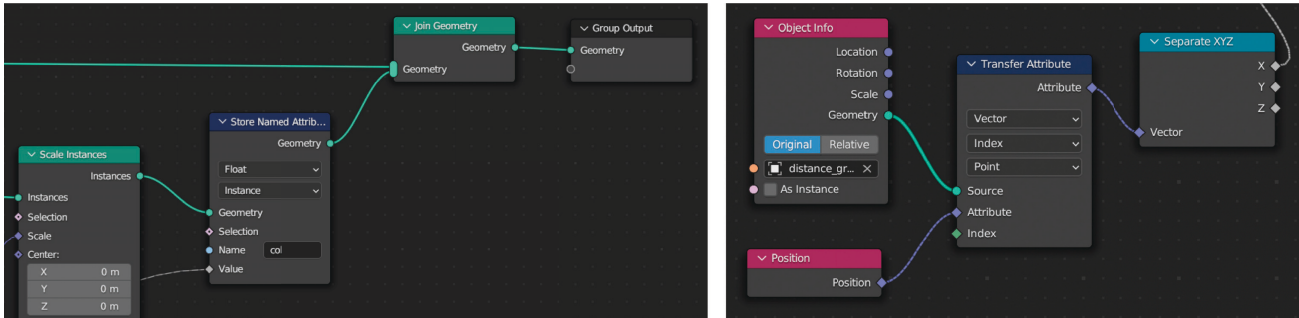 Join Geometry
Geometry
Geometry
Group Output
Geometry
Store Named Attrib...
Geometry
Float
Instance
Geometry
Selection
Name col
Value
Scale Instances
Instances
Instances
Selection
Scale
Center:
X 0 m
Y 0 m
Z 0 m
Object Info
Location
Rotation
Scale
Geometry
Original Relative
distance_gr...
As Instance
Position
Position
Transfer Attribute
Attribute
Vector
Index
Point
Source
Attribute
Index
Separate XYZ
X
Y
Z
Vector